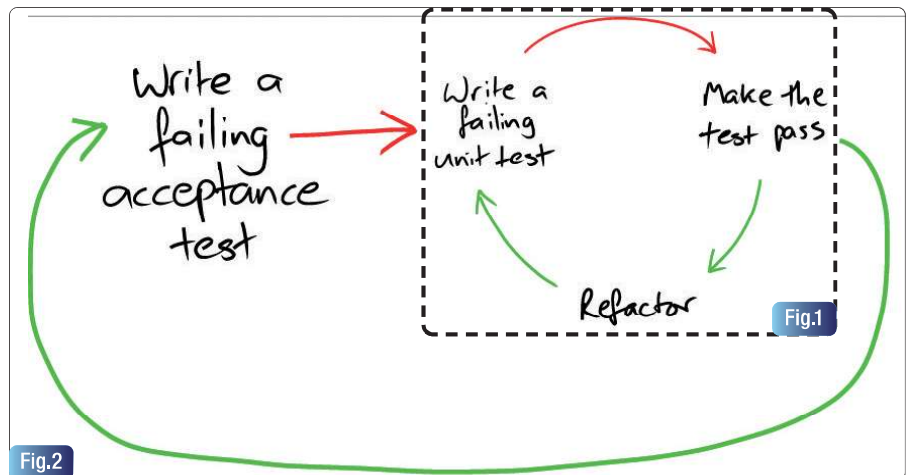 Write a
failing
acceptance
test
Write a
failing
unit test
Make the
test pass
Refactor
Fig.1
Fig.2